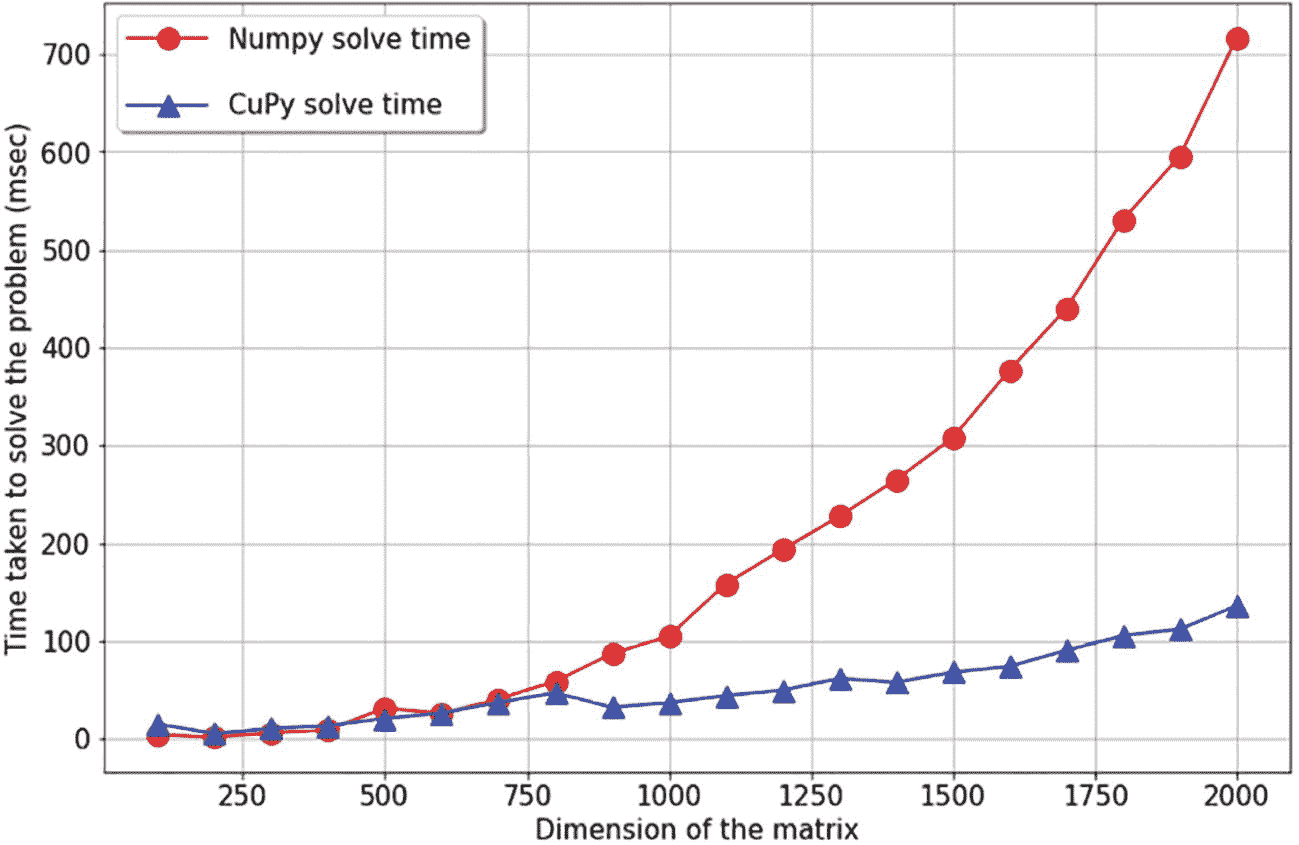 Numpy solve time
CuPy solve time
Time taken to solve the problem (msec)
700
600
500
400
300
200
100
0
250 500 750 1000 1250 1500 1750 2000
Dimension of the matrix